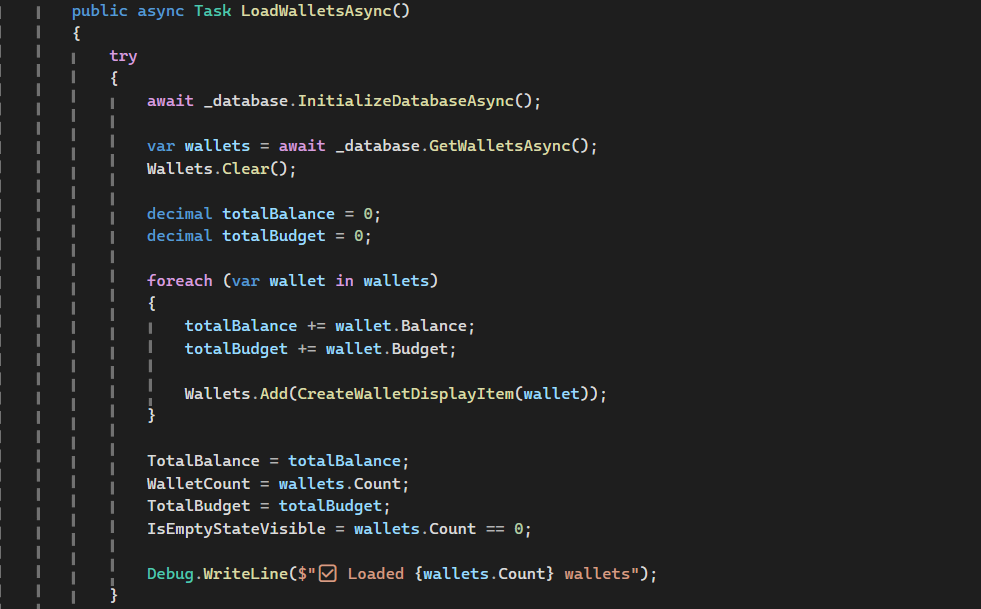 public async Task LoadWalletsAsync()
{
try
{
await _database.InitializeDatabaseAsync();
var wallets = await _database.GetWalletsAsync();
Wallets.Clear();
decimal totalBalance = 0;
decimal totalBudget = 0;
foreach (var wallet in wallets)
{
totalBalance += wallet.Balance;
totalBudget += wallet.Budget;
Wallets.Add(CreateWalletDisplayItem(wallet));
}
TotalBalance = totalBalance;
WalletCount = wallets.Count;
TotalBudget = totalBudget;
IsEmptyStateVisible = wallets.Count == 0;
Debug.WriteLine($"☑ Loaded {wallets.Count} wallets");
}